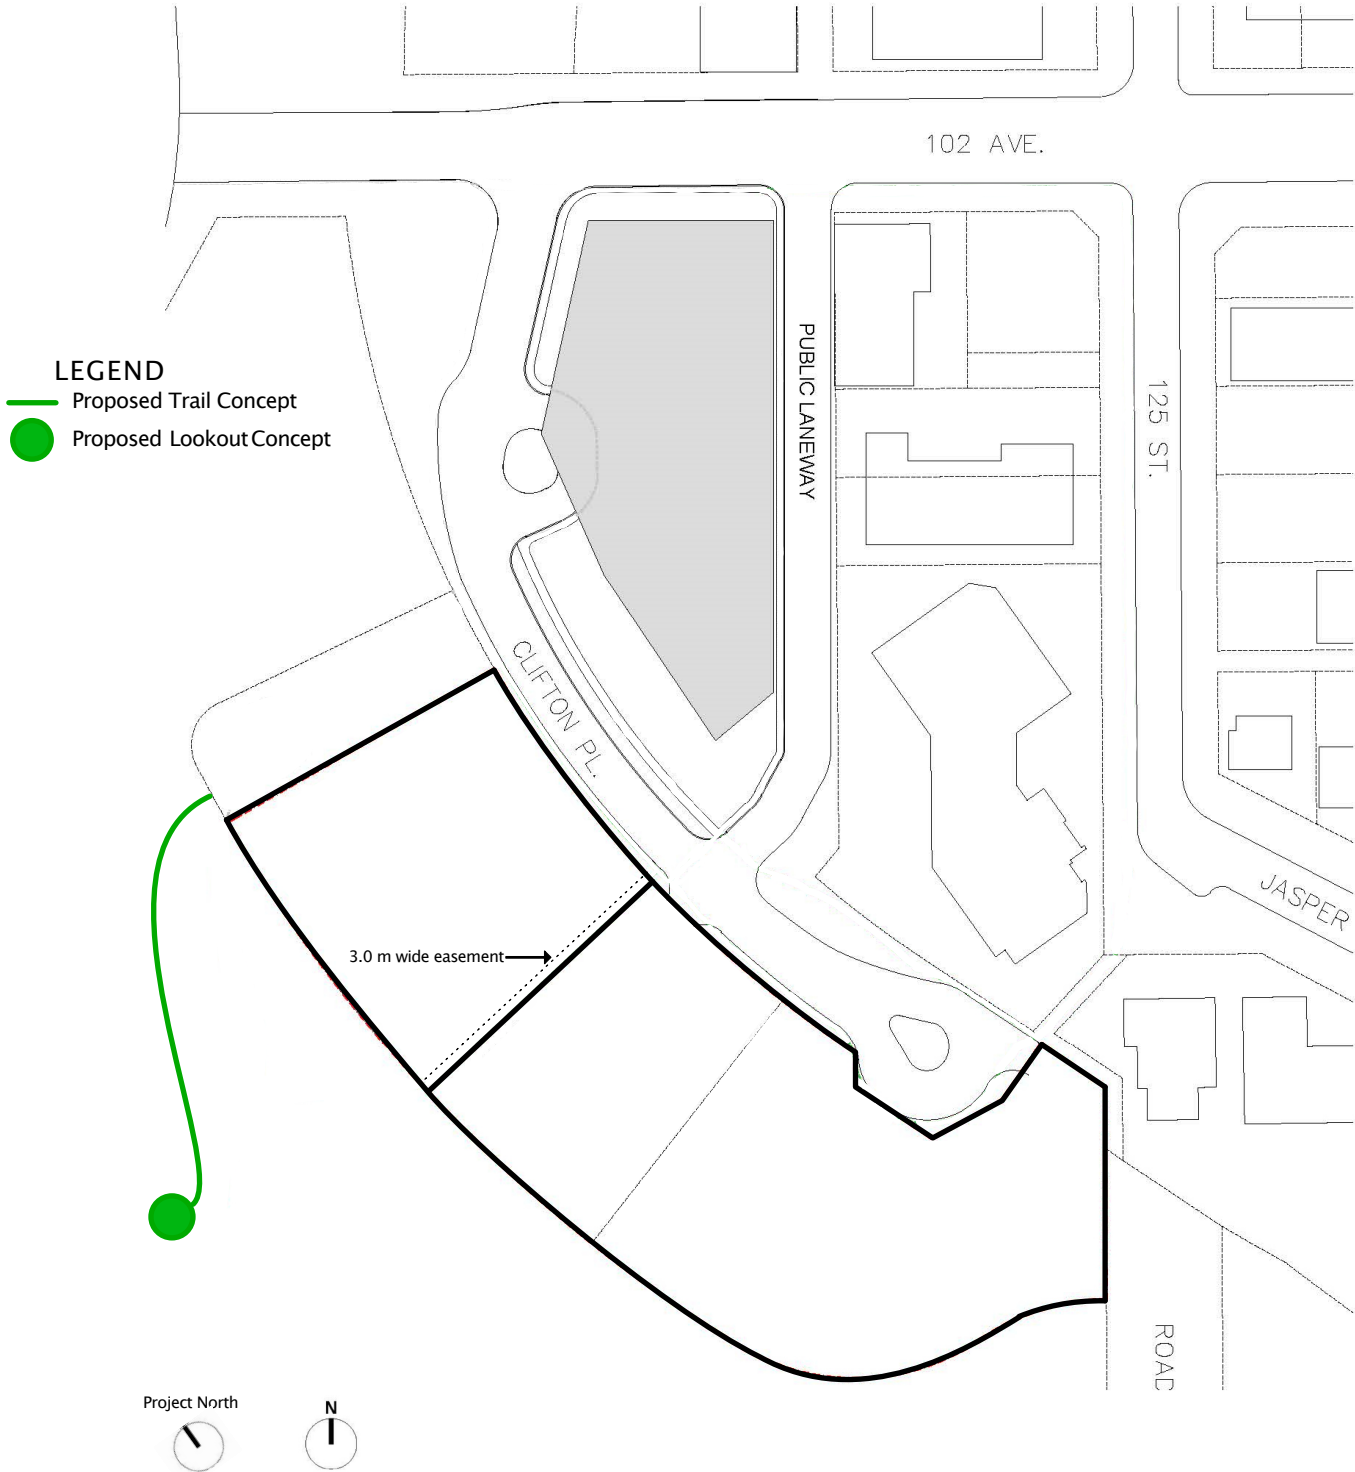 102 AVE.
PUBLIC LANEWAY
LEGEND
Proposed Trail Concept
Proposed Lookout Concept
125 ST.
CLIFTON PL.
JASPER
3.0 m wide easement
ROAD
Project North
N